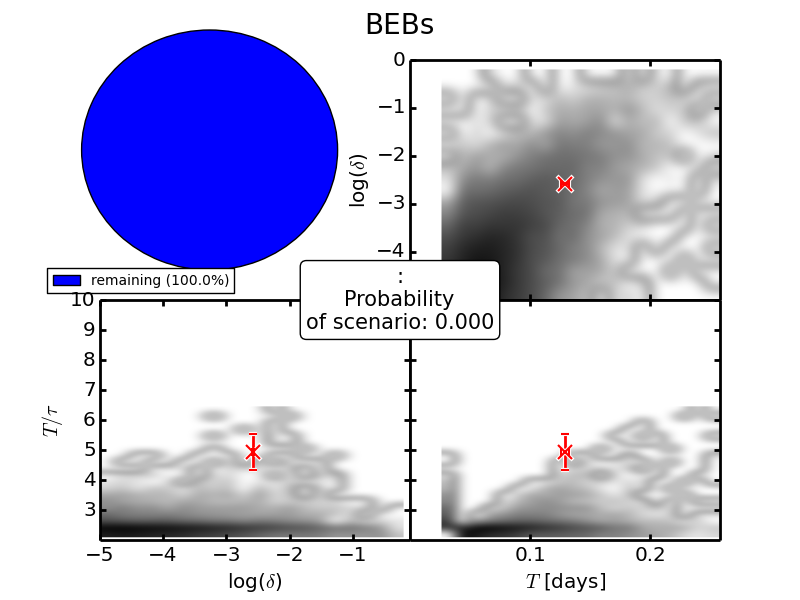 BEBs
remaining (100.0%)
:
Probability
of scenario: 0.000
log(δ)
0
−1
−2
−3
−4
10
9
8
7
6
5
4
3
T/τ
−5
−4
−3
−2
−1
log(δ)
0.1
0.2
T [days]